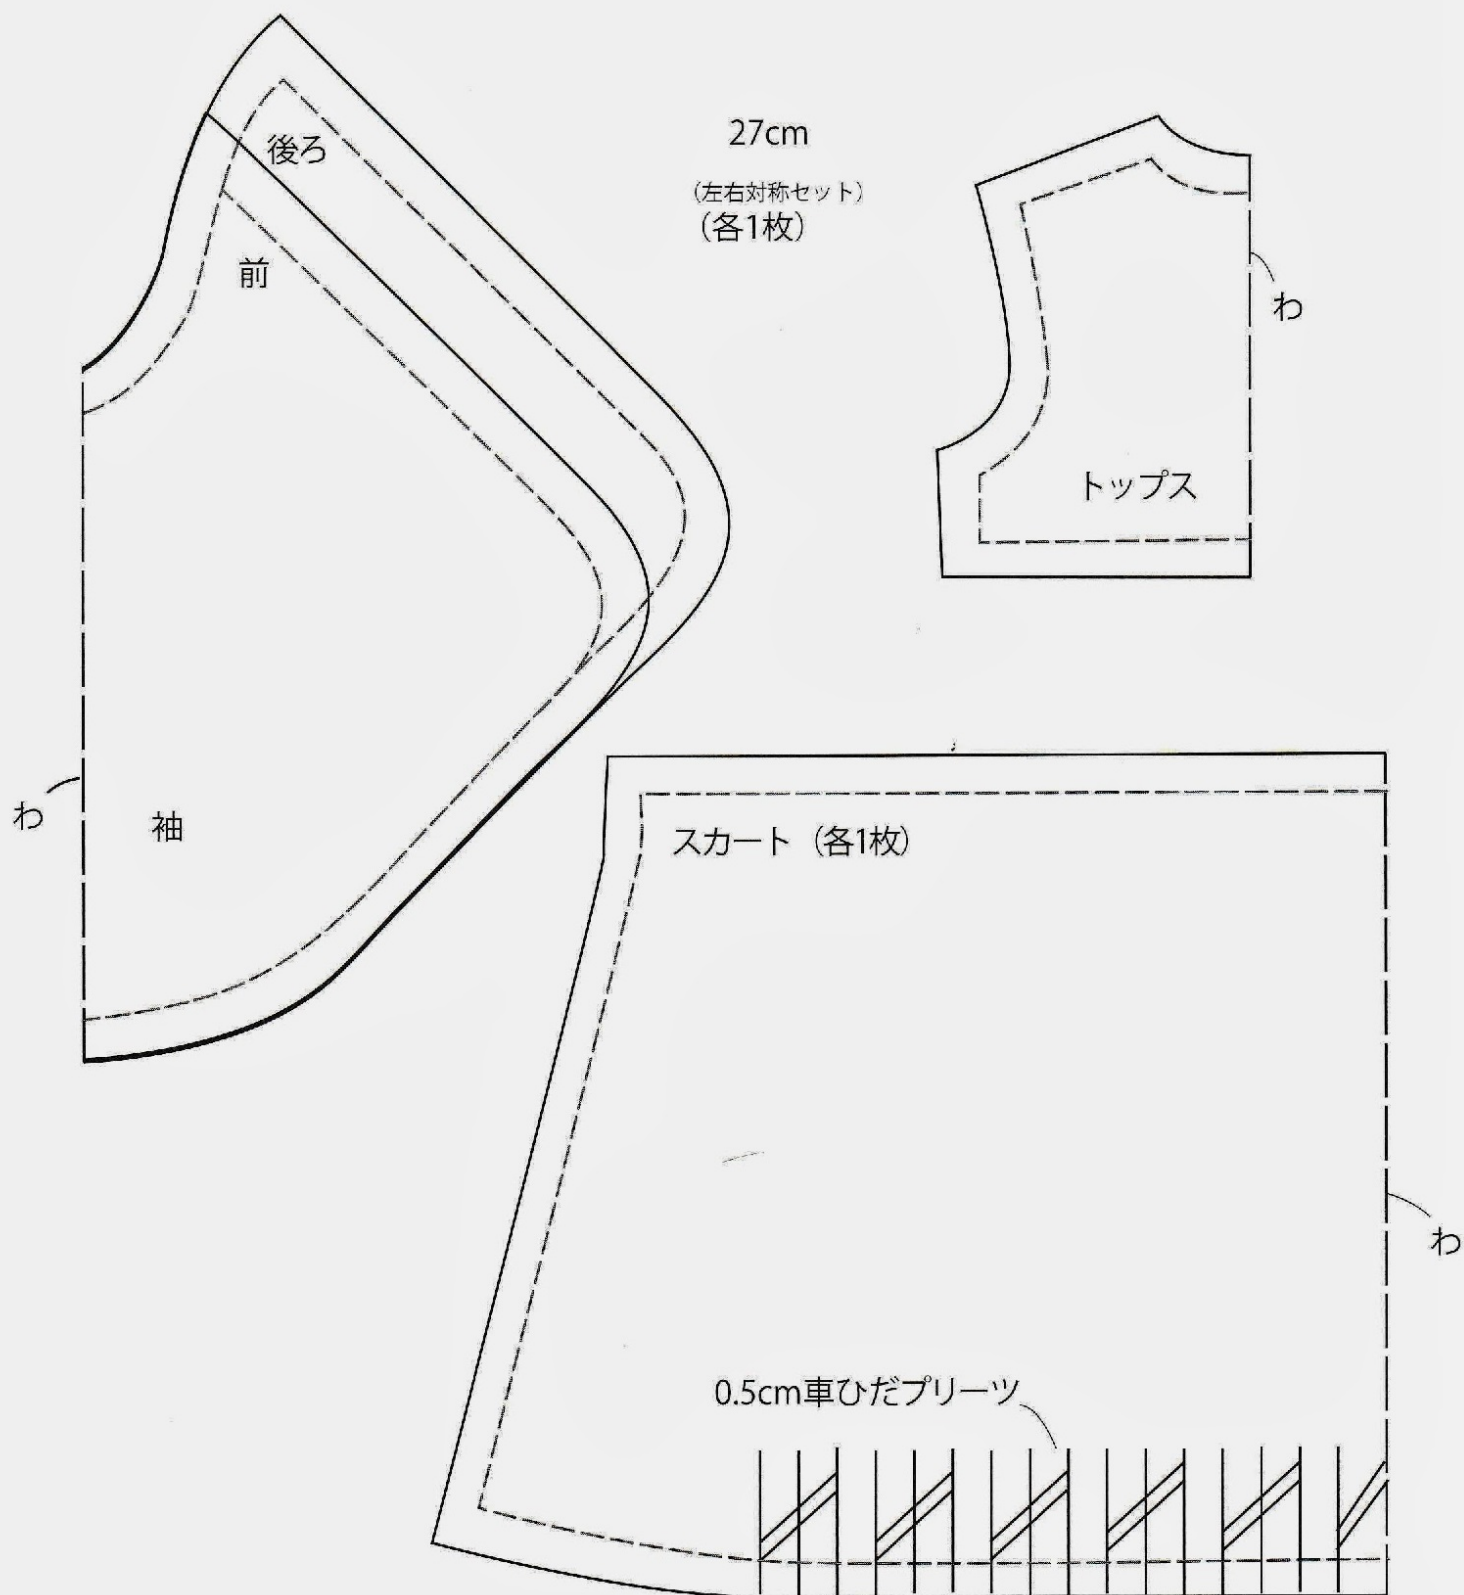 後ろ
前
わ
袖
27cm
（左右対称セット）
（各1枚）
わ
トップス
スカート（各1枚）
わ
0.5cm車ひだプリーツ